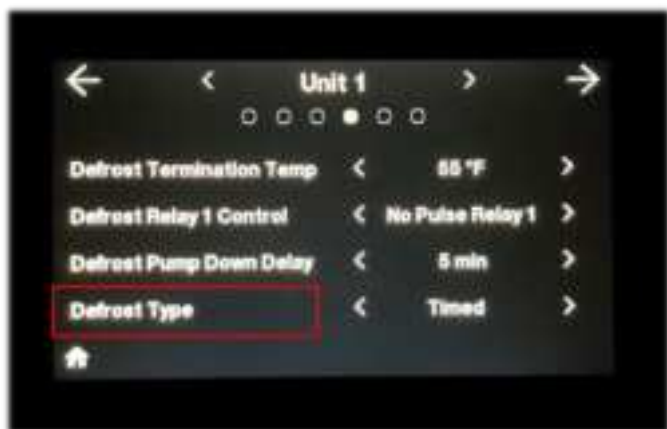 Unit 1
Defrost Termination Temp 55 °F
Defrost Relay 1 Control No Pulse Relay 1
Defrost Pump Down Delay 5 min
Defrost Type Timed